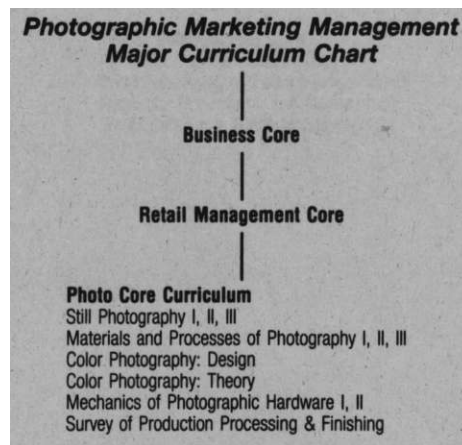 Photographic Marketing Management
Major Curriculum Chart
Business Core
Retail Management Core
Photo Core Curriculum
Still Photography I, II, III
Materials and Processes of Photography I, II, III
Color Photography: Design
Color Photography: Theory
Mechanics of Photographic Hardware I, II
Survey of Production Processing & Finishing